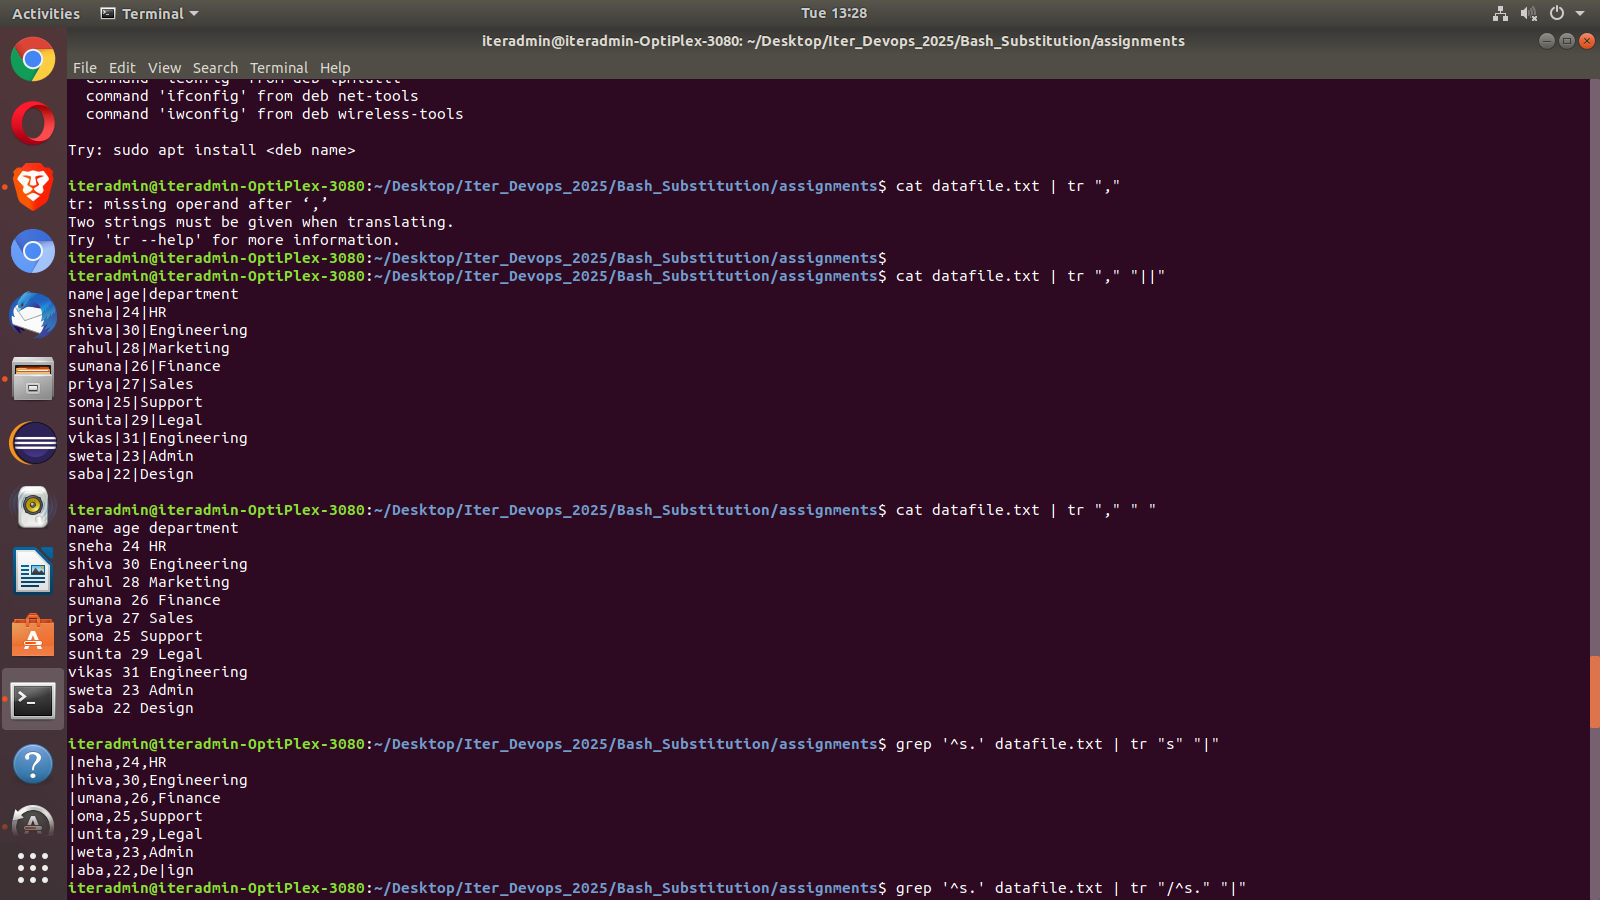 Activities Terminal Tue 13:28
iteradmin@iteradmin-OptiPlex-3080: ~/Desktop/Iter_Devops_2025/Bash_Substitution/assignments
File Edit View Search Terminal Help
command 'iconfig' from deb ipmiutil
command 'ifconfig' from deb net-tools
command 'iwconfig' from deb wireless-tools
Try: sudo apt install <deb name>
iteradmin@iteradmin-OptiPlex-3080:~/Desktop/Iter_Devops_2025/Bash_Substitution/assignments$ cat datafile.txt | tr ","
tr: missing operand after ‘,’
Two strings must be given when translating.
Try 'tr --help' for more information.
iteradmin@iteradmin-OptiPlex-3080:~/Desktop/Iter_Devops_2025/Bash_Substitution/assignments$
iteradmin@iteradmin-OptiPlex-3080:~/Desktop/Iter_Devops_2025/Bash_Substitution/assignments$ cat datafile.txt | tr "," "||"
name|age|department
sneha|24|HR
shiva|30|Engineering
rahul|28|Marketing
sumana|26|Finance
priya|27|Sales
soma|25|Support
sunita|29|Legal
vikas|31|Engineering
sweta|23|Admin
saba|22|Design
iteradmin@iteradmin-OptiPlex-3080:~/Desktop/Iter_Devops_2025/Bash_Substitution/assignments$ cat datafile.txt | tr "," " "
name age department
sneha 24 HR
shiva 30 Engineering
rahul 28 Marketing
sumana 26 Finance
priya 27 Sales
soma 25 Support
sunita 29 Legal
vikas 31 Engineering
sweta 23 Admin
saba 22 Design
iteradmin@iteradmin-OptiPlex-3080:~/Desktop/Iter_Devops_2025/Bash_Substitution/assignments$ grep '^s.' datafile.txt | tr "s" "|"
|neha,24,HR
|hiva,30,Engineering
|umana,26,Finance
|oma,25,Support
|unita,29,Legal
|weta,23,Admin
|aba,22,De|ign
iteradmin@iteradmin-OptiPlex-3080:~/Desktop/Iter_Devops_2025/Bash_Substitution/assignments$ grep '^s.' datafile.txt | tr "/^s." "|"